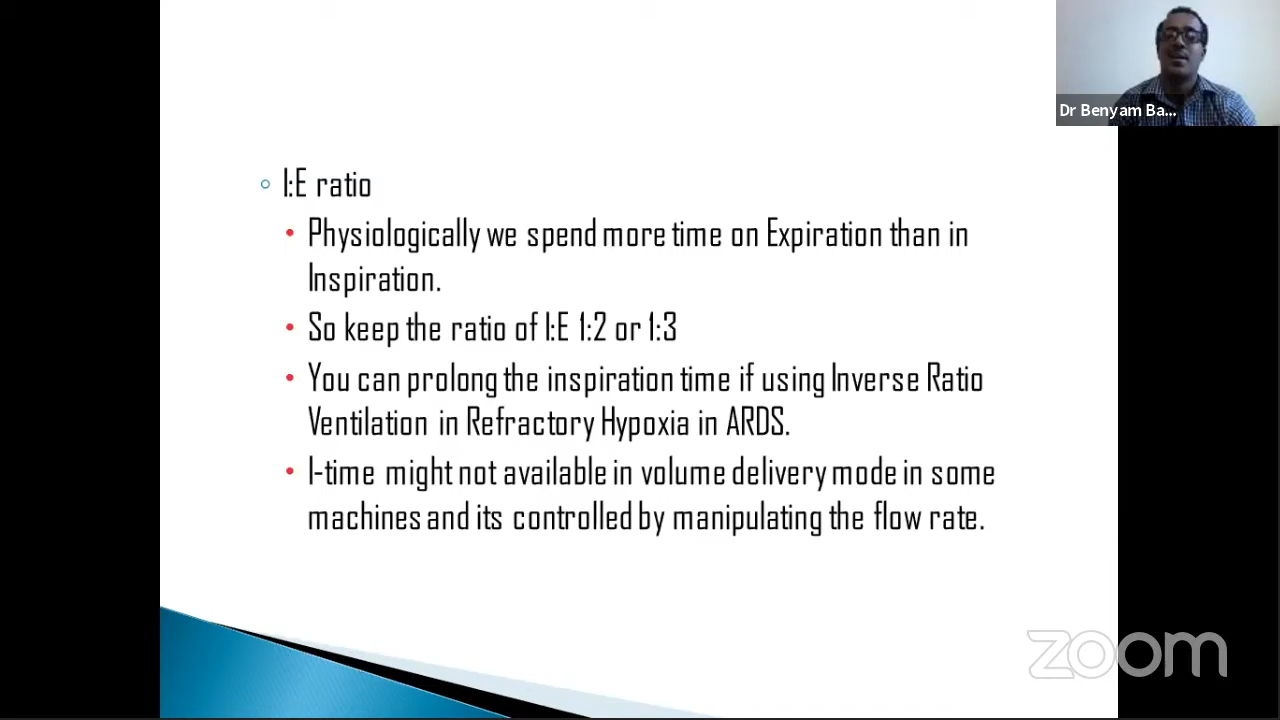 Dr Benyam Ba...
I:E ratio
Physiologically we spend more time on Expiration than in
Inspiration.
So keep the ratio of I:E 1:2 or 1:3
You can prolong the inspiration time if using Inverse Ratio
Ventilation in Refractory Hypoxia in ARDS.
I-time might not available in volume delivery mode in some
machines and its controlled by manipulating the flow rate.
zoom